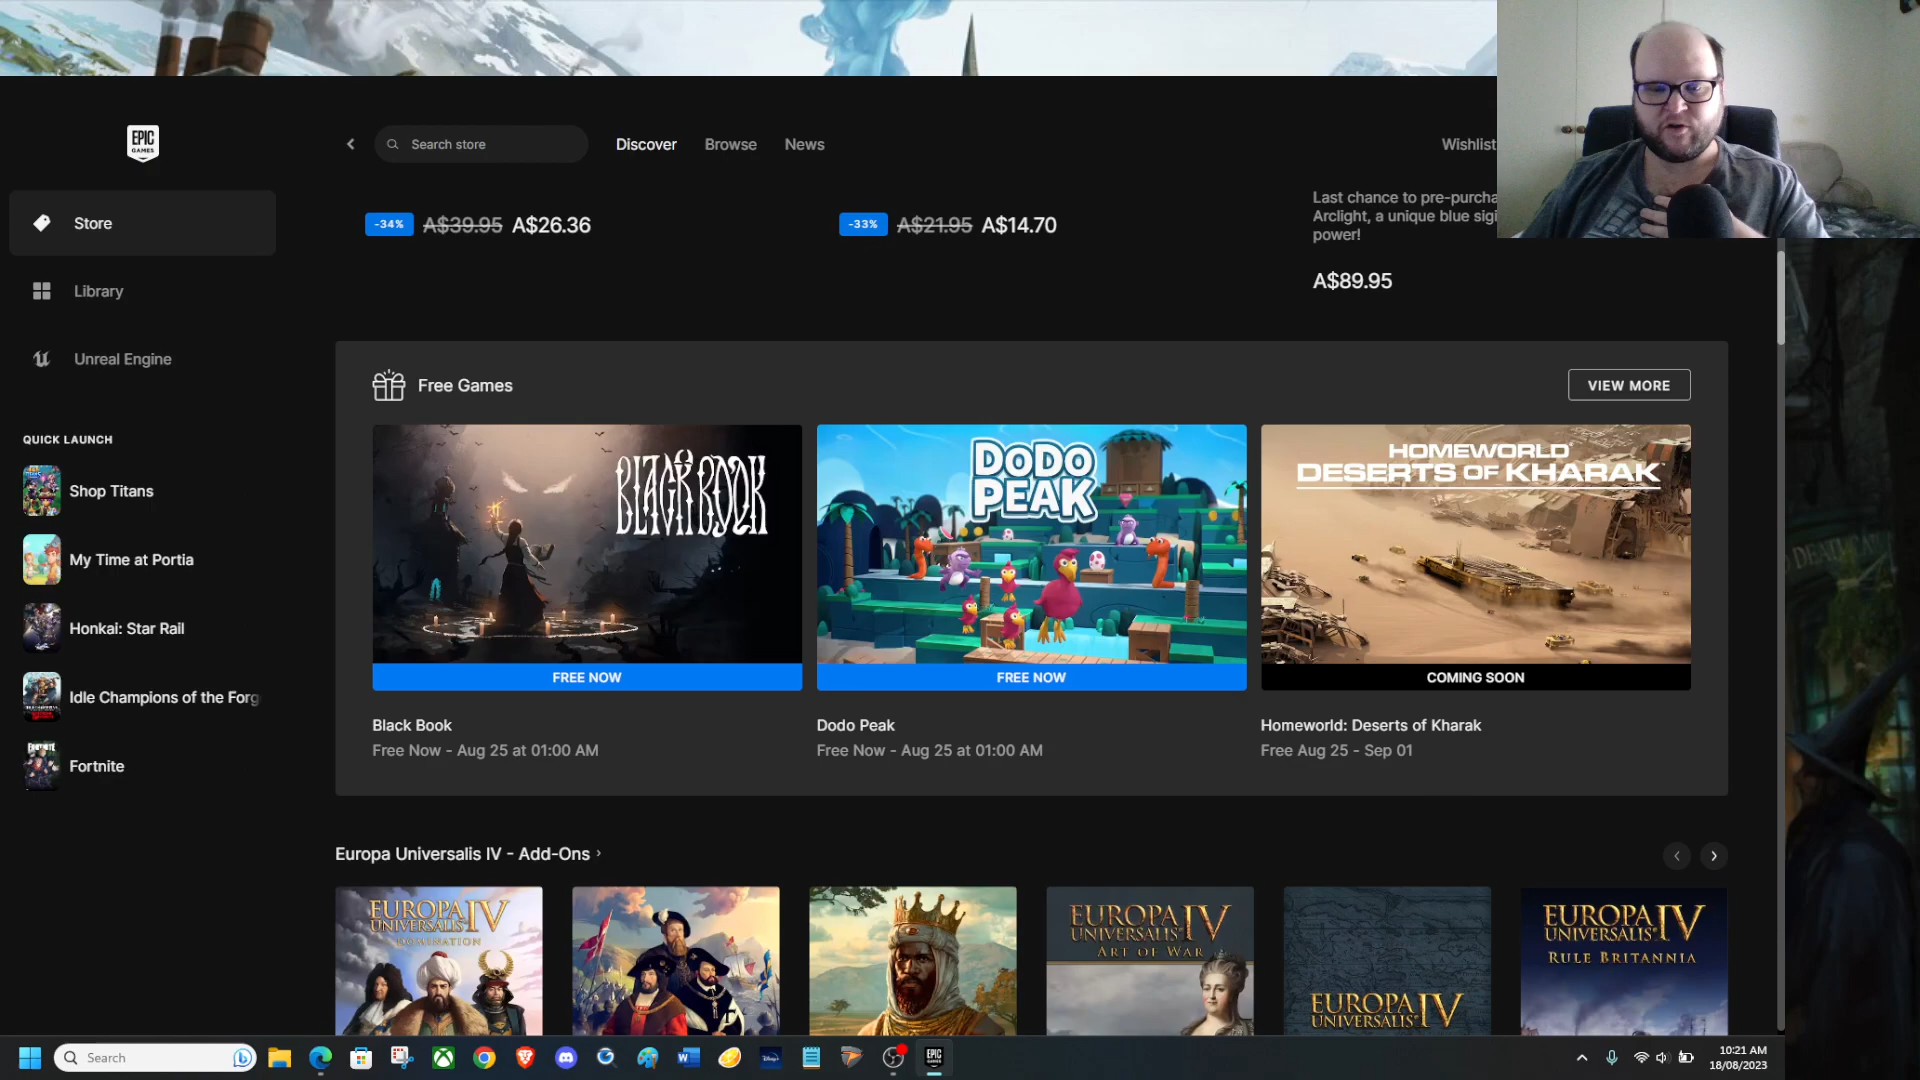 EPIC
GAMES
Search store
Discover
Browse
News
Wishlist
Store
Library
Unreal Engine
QUICK LAUNCH
Shop Titans
My Time at Portia
Honkai: Star Rail
Idle Champions of the Forg
Fortnite
-34% A$39.95 A$26.36
-33% A$21.95 A$14.70
Last chance to pre-purcha
Arclight, a unique blue sigi
power!
A$89.95
Free Games
VIEW MORE
BLACK BOOK
DODO
PEAK
HOMEWORLD
DESERTS OF KHARAK
FREE NOW
FREE NOW
COMING SOON
Black Book
Free Now - Aug 25 at 01:00 AM
Dodo Peak
Free Now - Aug 25 at 01:00 AM
Homeworld: Deserts of Kharak
Free Aug 25 - Sep 01
Europa Universalis IV - Add-Ons
EUROPA
UNIVERSALIS IV
DOMINATION
EUROPA
UNIVERSALIS IV
ART OF WAR
EUROPA
UNIVERSALIS IV
EUROPA
UNIVERSALIS IV
RULE BRITANNIA
Search
EPIC
GAMES
10:21 AM
18/08/2023